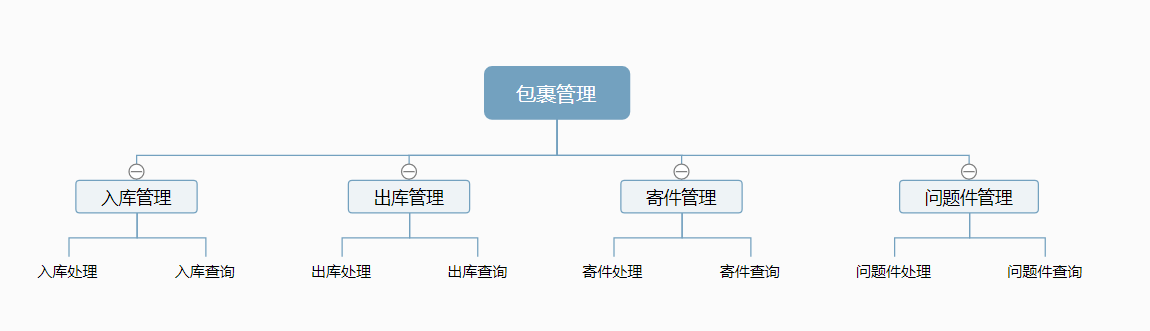 包裹管理
入库管理
出库管理
寄件管理
问题件管理
入库处理
入库查询
出库处理
出库查询
寄件处理
寄件查询
问题件处理
问题件查询